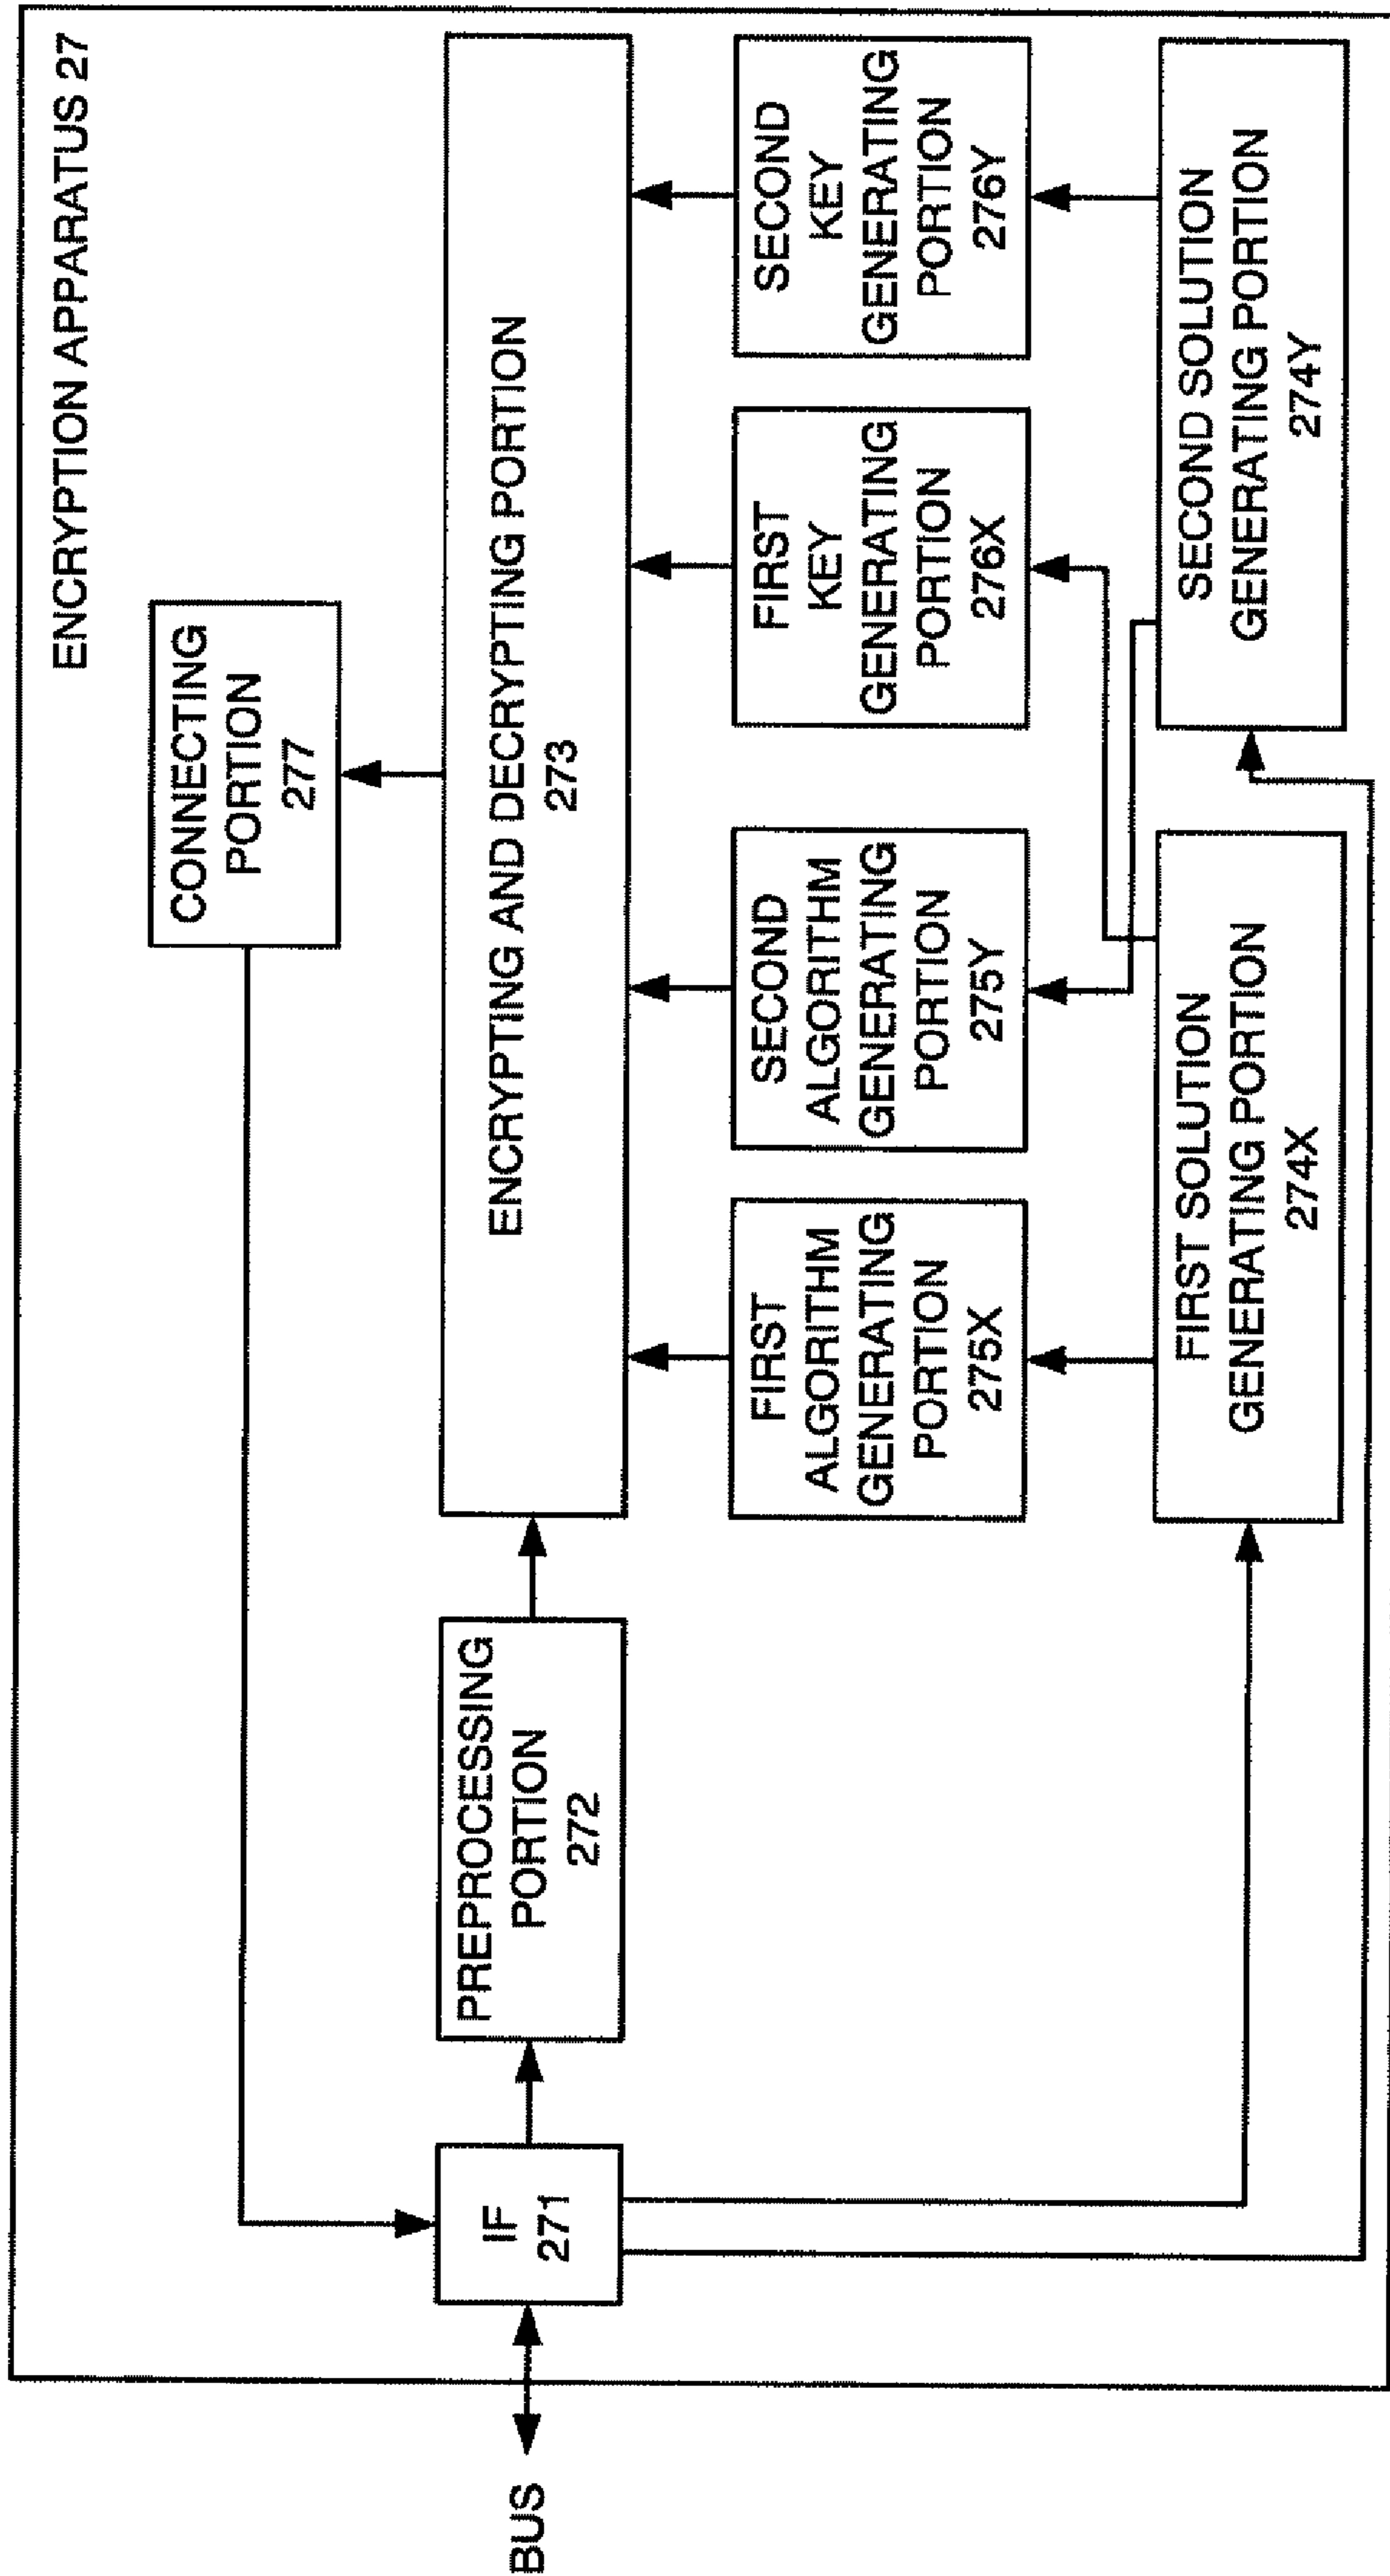 ENCRYPTION APPARATUS 27
CONNECTING
PORTION
277
BUS
IF
271
PREPROCESSING
PORTION
272
ENCRYPTING AND DECRYPTING PORTION
273
FIRST
ALGORITHM
GENERATING
PORTION
275X
SECOND
ALGORITHM
GENERATING
PORTION
275Y
FIRST
KEY
GENERATING
PORTION
276X
SECOND
KEY
GENERATING
PORTION
276Y
FIRST SOLUTION
GENERATING PORTION
274X
SECOND SOLUTION
GENERATING PORTION
274Y